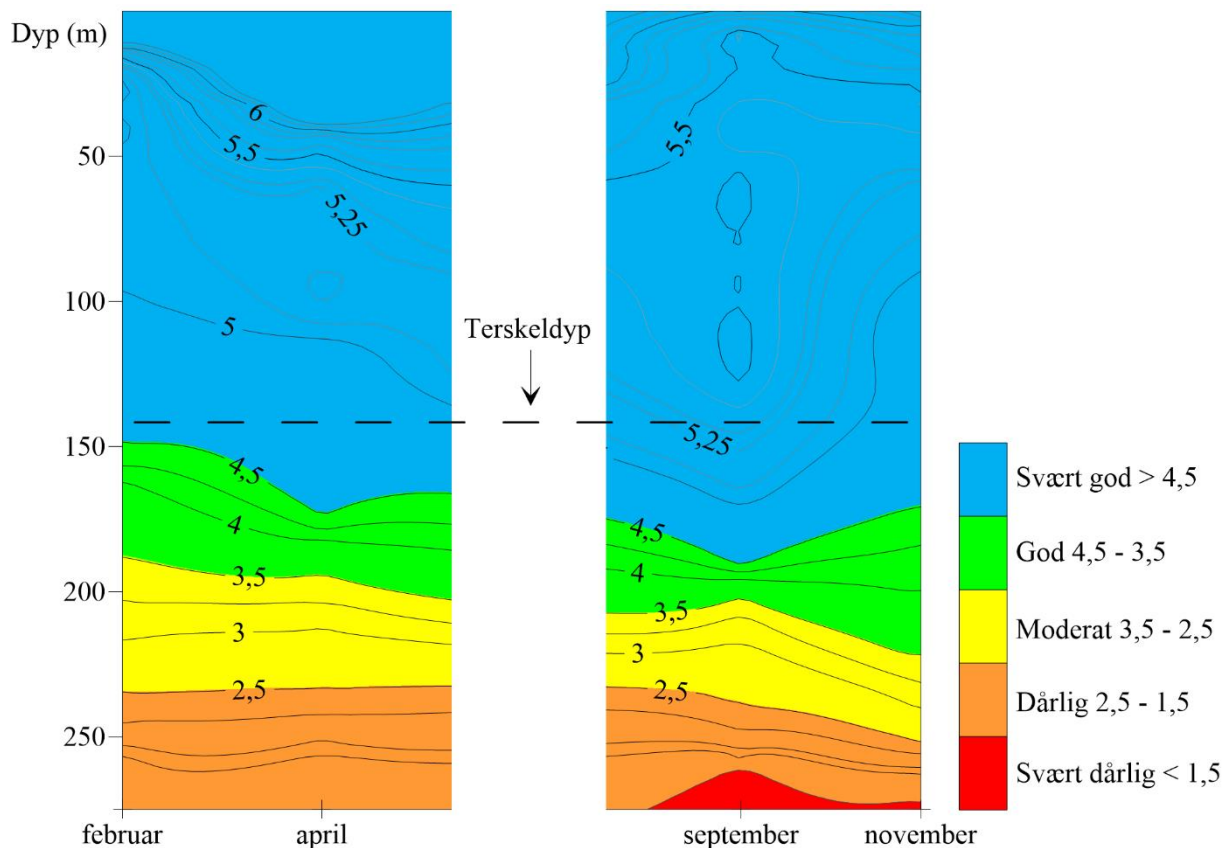 Dyp (m)
50
100
150
200
250
6
5,5
5,25
5
4,5
4
3,5
3
2,5
Terskeldyp
5,5
5,25
4,5
4
3,5
3
2,5
februar
april
september
november
Svært god > 4,5
God 4,5 - 3,5
Moderat 3,5 - 2,5
Dårlig 2,5 - 1,5
Svært dårlig < 1,5